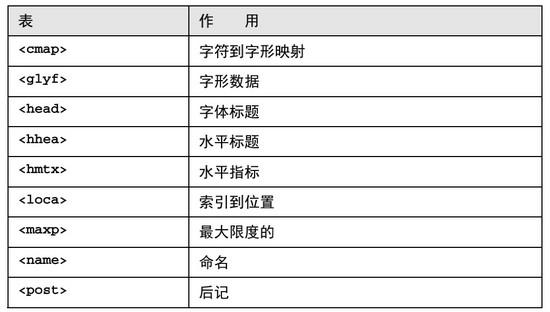 表 作 用
<cmap> 字符到字形映射
<glyf> 字形数据
<head> 字体标题
<hhea> 水平标题
<hmtx> 水平指标
<loca> 索引到位置
<maxp> 最大限度的
<name> 命名
<post> 后记